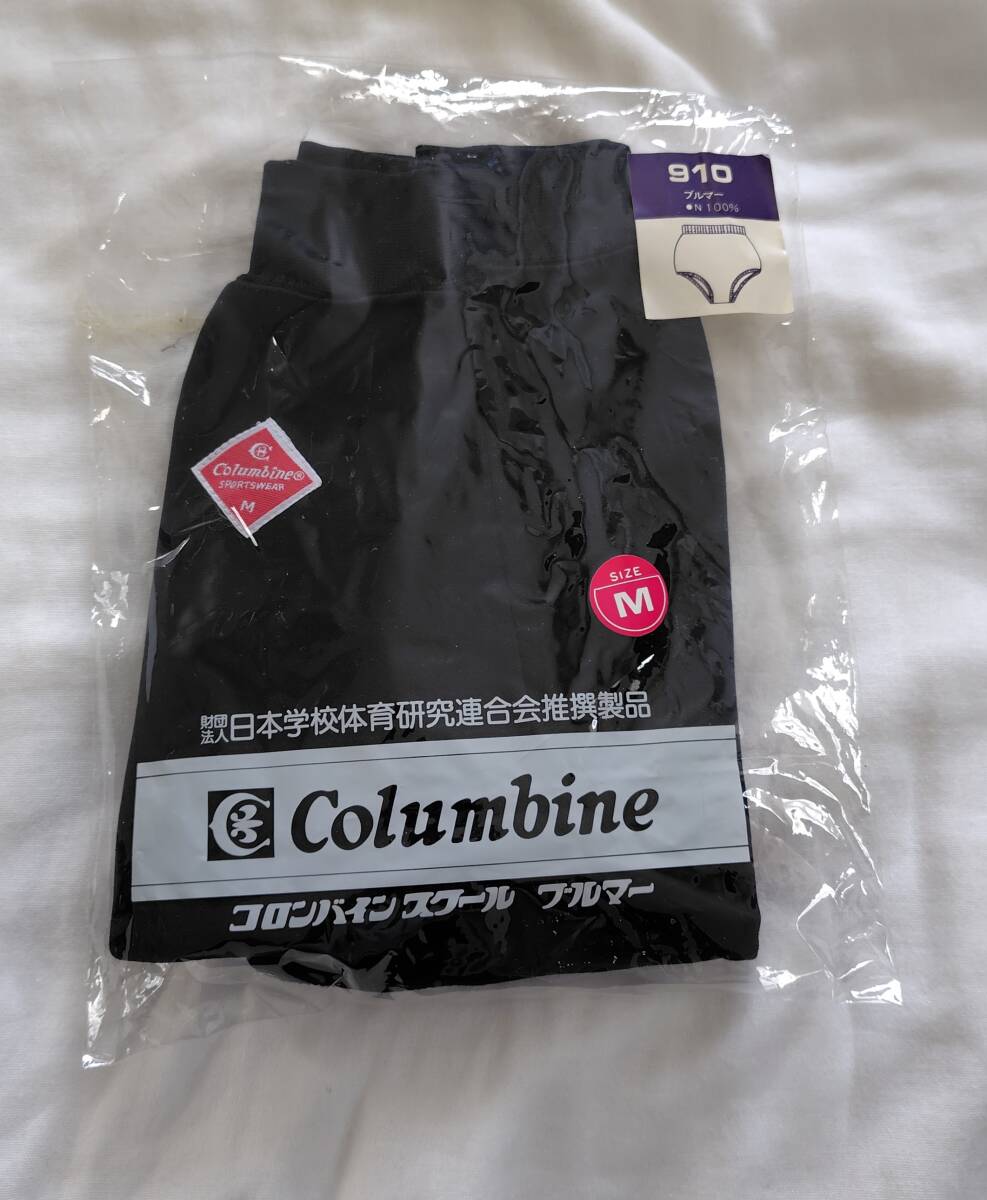 910
ブルマー
●N 100%
Columbine®
SPORTSWEAR
M
SIZE
M
財団法人日本学校体育研究連合会推撰製品
Columbine
コロンバインスクール ブルマー